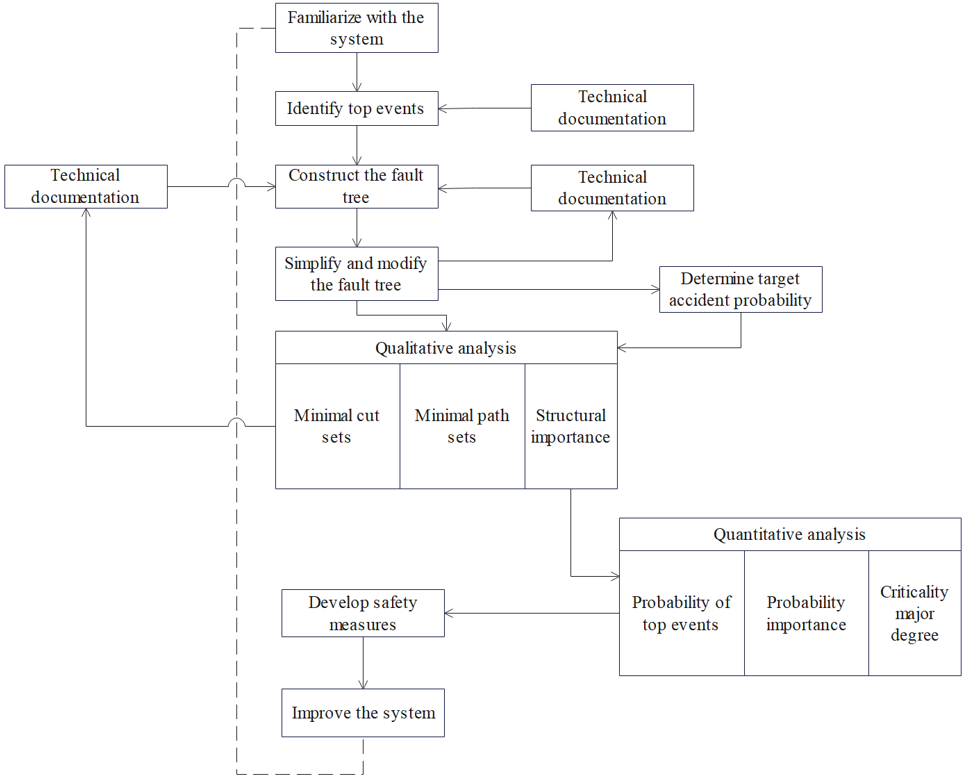 Familiarize with the
system
Identify top events
Technical
documentation
Technical
documentation
Construct the fault
tree
Technical
documentation
Simplify and modify
the fault tree
Determine target
accident probability
Qualitative analysis
Minimal cut
sets
Minimal path
sets
Structural
importance
Quantitative analysis
Probability of
top events
Probability
importance
Criticality
major
degree
Develop safety
measures
Improve the system